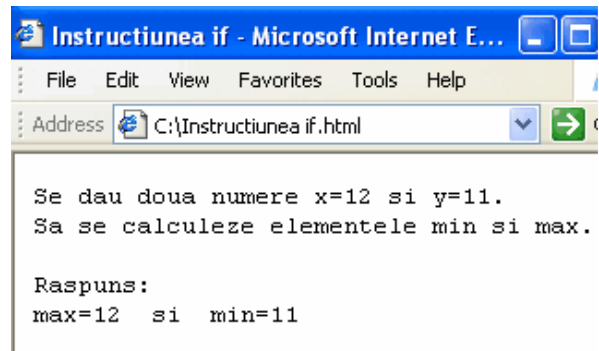 Instructiunea if - Microsoft Internet E...
File Edit View Favorites Tools Help
Address C:\Instructiunea if.html
Se dau doua numere x=12 si y=11.
Sa se calculeze elementele min si max.
Raspuns:
max=12 si min=11